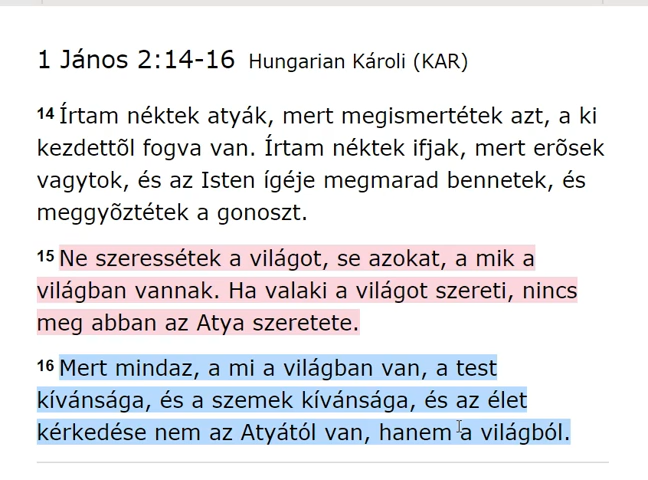 1 János 2:14-16 Hungarian Károli (KAR)
14 Írtam néktek atyák, mert megismertétek azt, a ki
kezdettõl fogva van. Írtam néktek ifjak, mert erõsek
vagytok, és az Isten ígéje megmarad bennetek, és
meggyõztétek a gonoszt.
15 Ne szeressétek a világot, se azokat, a mik a
világban vannak. Ha valaki a világot szereti, nincs
meg abban az Atya szeretete.
16 Mert mindaz, a mi a világban van, a test
kívánsága, és a szemek kívánsága, és az élet
kérkedése nem az Atyától van, hanem a világból.